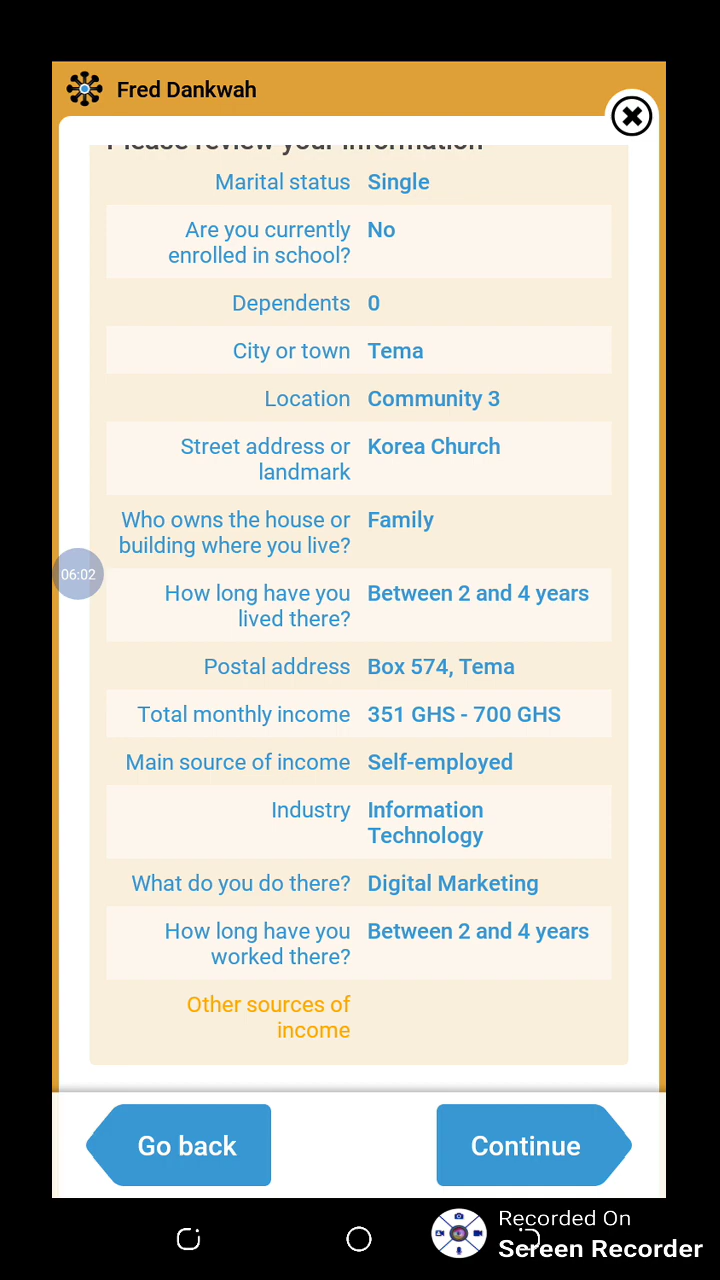 Fred Dankwah
Please review your information
Marital status Single
Are you currently No
enrolled in school?
Dependents 0
City or town Tema
Location Community 3
Street address or Korea Church
landmark
Who owns the house or Family
building where you live?
06:02
How long have you Between 2 and 4 years
lived there?
Postal address Box 574, Tema
Total monthly income 351 GHS - 700 GHS
Main source of income Self-employed
Industry Information
Technology
What do you do there? Digital Marketing
How long have you Between 2 and 4 years
worked there?
Other sources of
income
Go back Continue
Recorded On
Screen Recorder